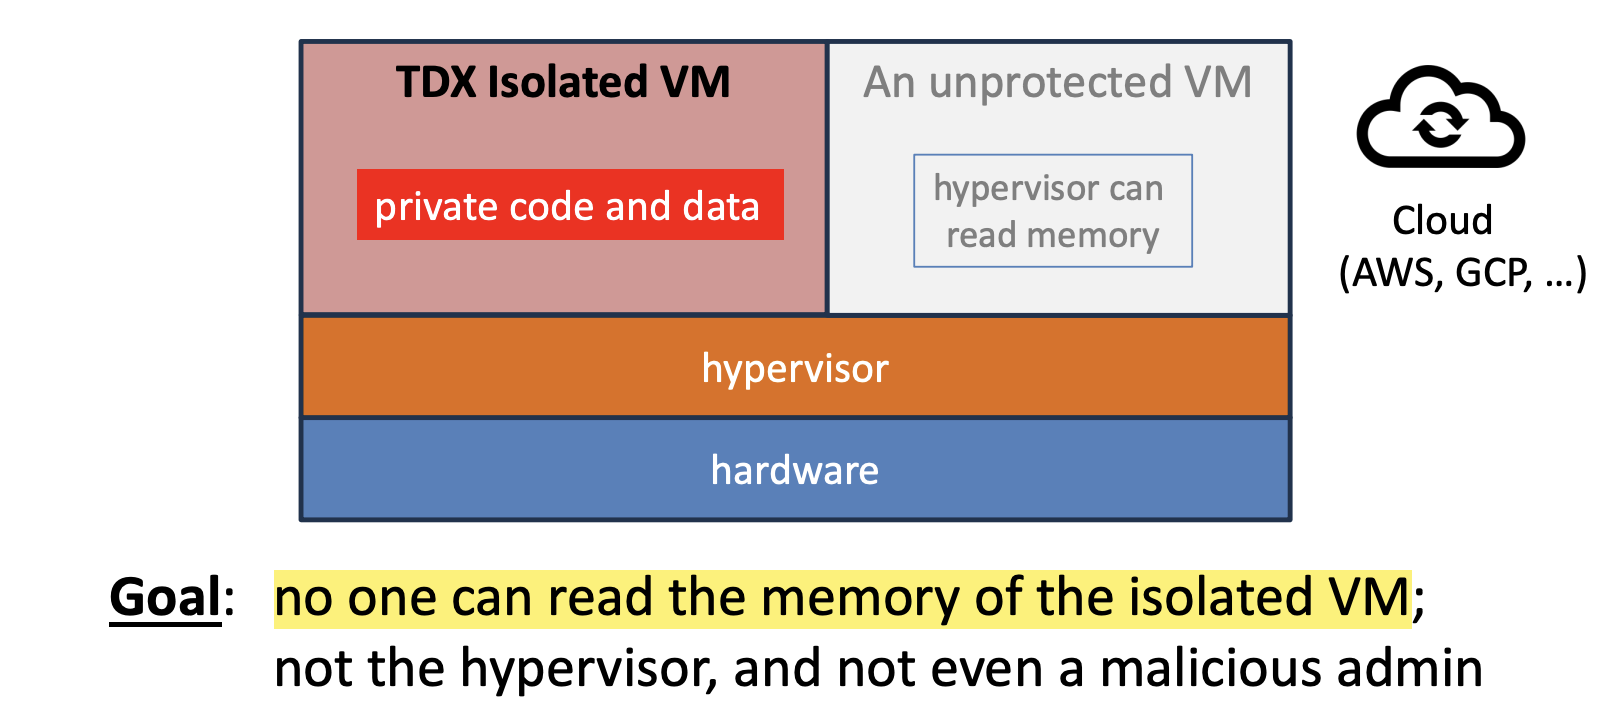 TDX Isolated VM
An unprotected VM
private code and data
hypervisor can
read memory
Cloud
(AWS, GCP, ...)
hypervisor
hardware
Goal: no one can read the memory of the isolated VM;
not the hypervisor, and not even a malicious admin